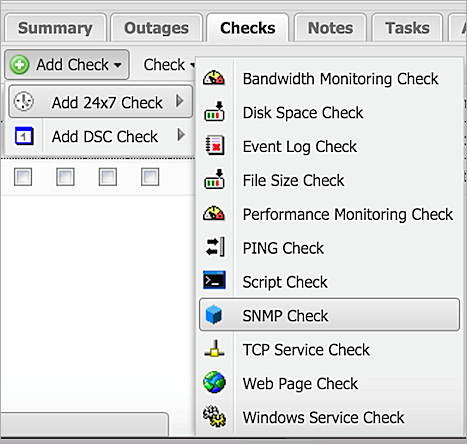 Summary Outages Checks Notes Tasks
Add Check Check
Add 24x7 Check
Add DSC Check
1
Bandwidth Monitoring Check
Disk Space Check
Event Log Check
File Size Check
Performance Monitoring Check
PING Check
Script Check
SNMP Check
TCP Service Check
Web Page Check
Windows Service Check